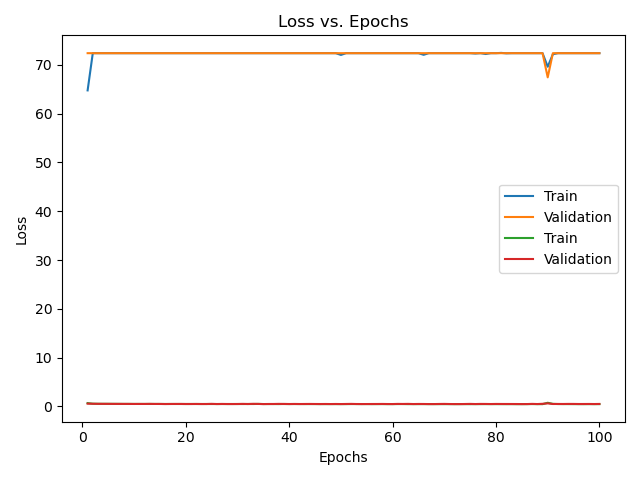 Loss vs. Epochs
70
60
50
40
30
20
10
0
Loss
Train
Validation
Train
Validation
0 20 40 60 80 100
Epochs